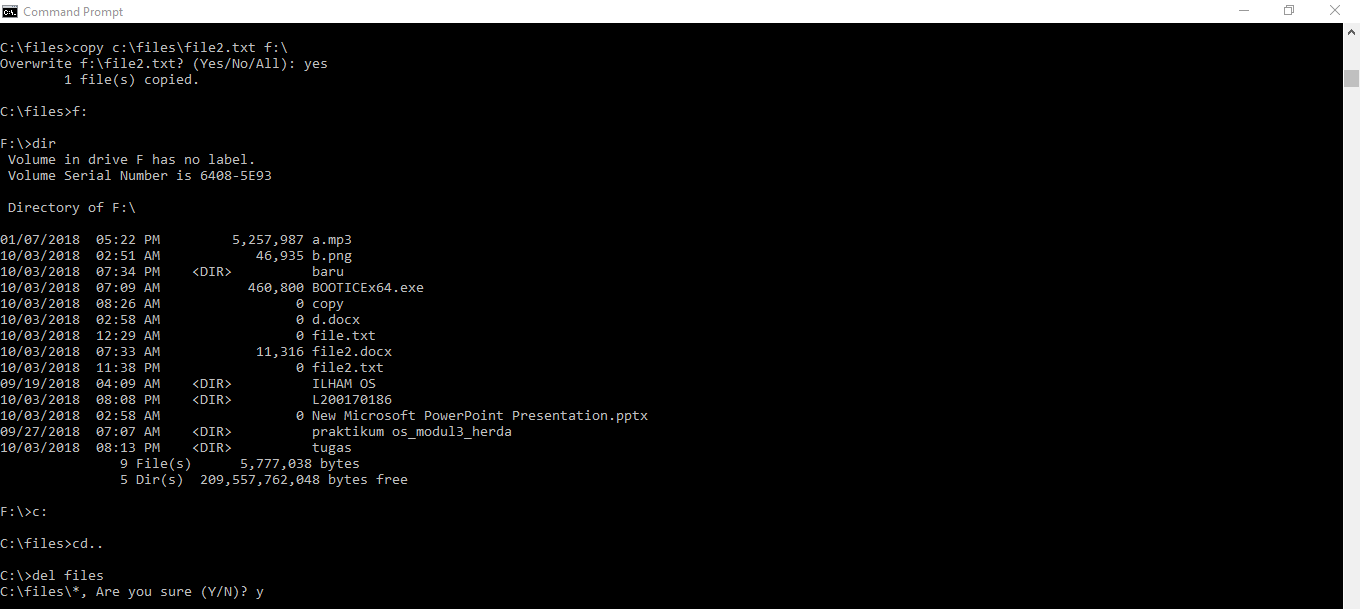 Command Prompt
C:\files>copy c:\files\file2.txt f:\
Overwrite f:\file2.txt? (Yes/No/All): yes
        1 file(s) copied.
C:\files>f:
F:\>dir
 Volume in drive F has no label.
 Volume Serial Number is 6408-5E93
 Directory of F:\
01/07/2018  05:22 PM         5,257,987 a.mp3
10/03/2018  02:51 AM            46,935 b.png
10/03/2018  07:34 PM    <DIR>          baru
10/03/2018  07:09 AM           460,800 BOOTICEx64.exe
10/03/2018  08:26 AM                 0 copy
10/03/2018  02:58 AM                 0 d.docx
10/03/2018  12:29 AM                 0 file.txt
10/03/2018  07:33 AM            11,316 file2.docx
10/03/2018  11:38 PM                 0 file2.txt
09/19/2018  04:09 AM    <DIR>          ILHAM OS
10/03/2018  08:08 PM    <DIR>          L200170186
10/03/2018  02:58 AM                 0 New Microsoft PowerPoint Presentation.pptx
09/27/2018  07:07 AM    <DIR>          praktikum os_modul3_herda
10/03/2018  08:13 PM    <DIR>          tugas
               9 File(s)      5,777,038 bytes
               5 Dir(s)  209,557,762,048 bytes free
F:\>c:
C:\files>cd..
C:\>del files
C:\files\*, Are you sure (Y/N)? y